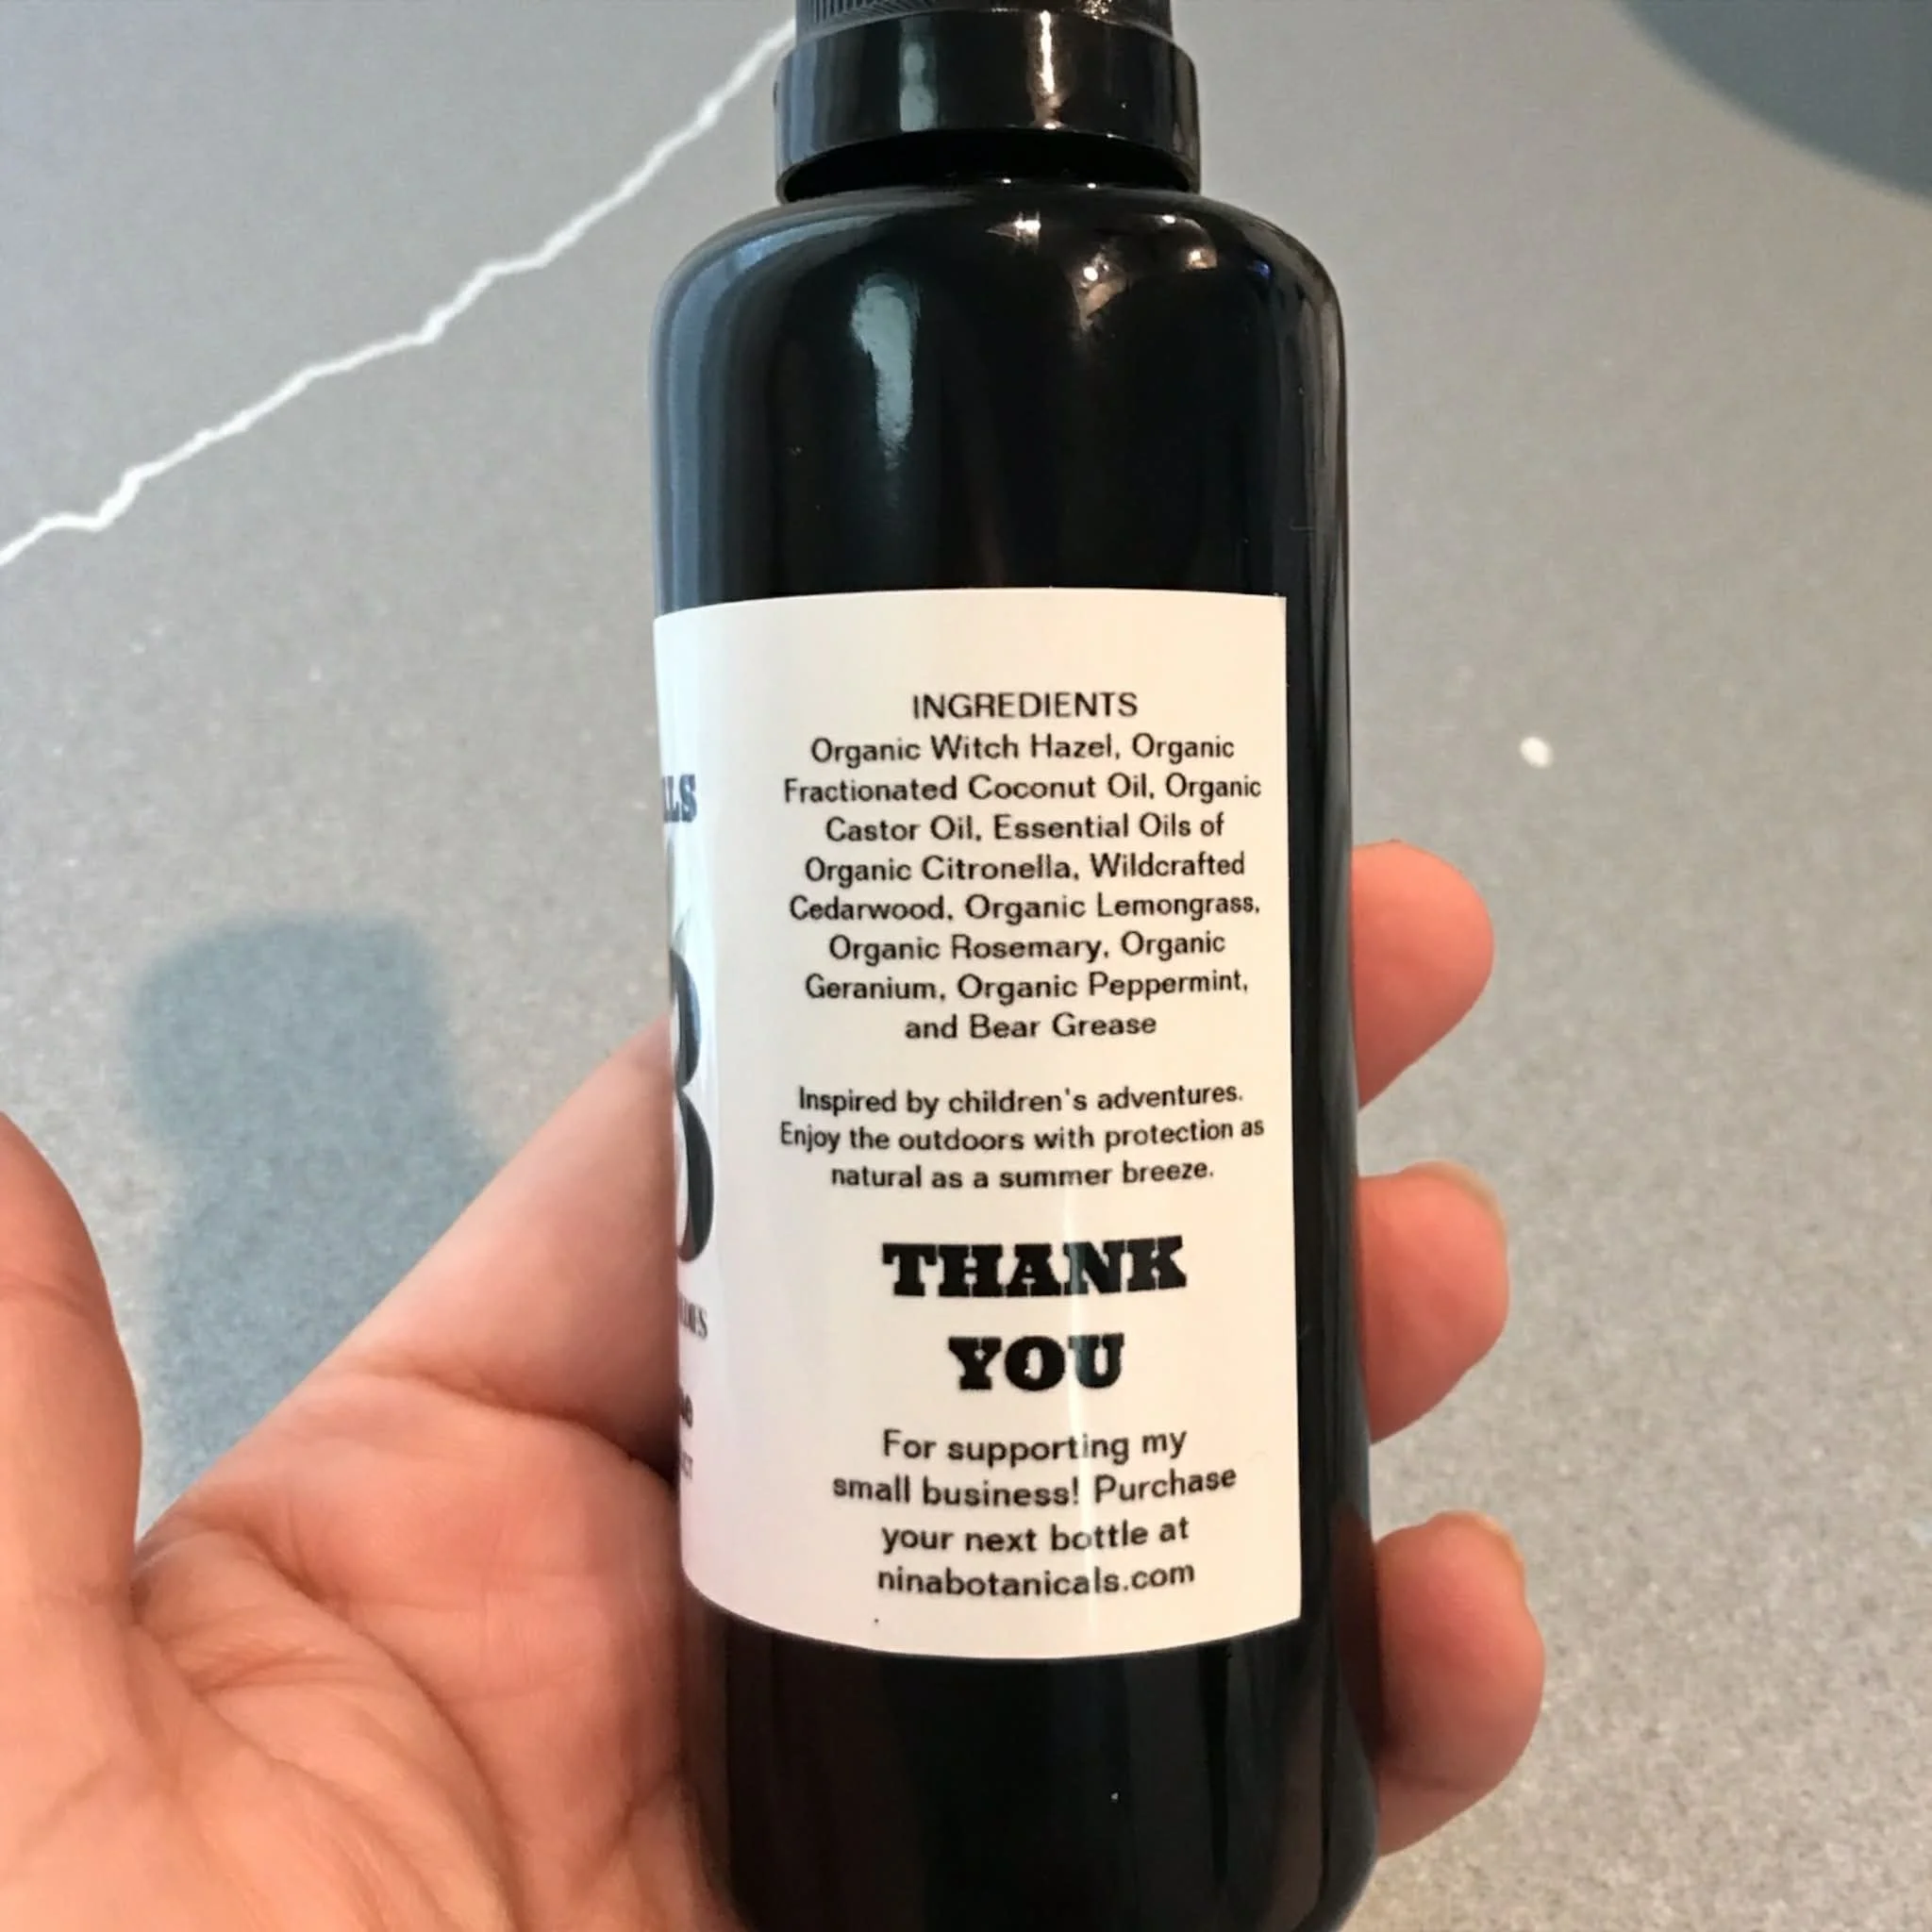 INGREDIENTS
Organic Witch Hazel, Organic
Fractionated Coconut Oil, Organic
Castor Oil, Essential Oils of
Organic Citronella, Wildcrafted
Cedarwood, Organic Lemongrass,
Organic Rosemary, Organic
Geranium, Organic Peppermint,
and Bear Grease
Inspired by children's adventures.
Enjoy the outdoors with protection as
natural as a summer breeze.
THANK
YOU
For supporting my
small business! Purchase
your next bottle at
ninabotanicals.com